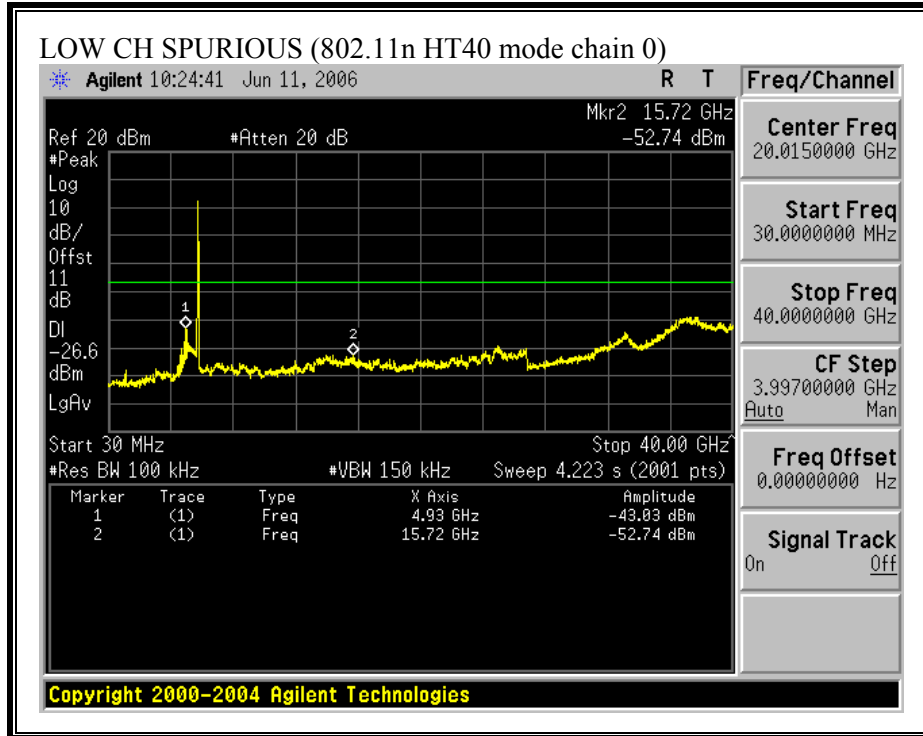 LOW CH SPURIOUS (802.11n HT40 mode chain 0)
Agilent 10:24:41 Jun 11, 2006 R T
Freq/Channel
Mkr2 15.72 GHz
Ref 20 dBm #Atten 20 dB -52.74 dBm
#Peak
Log
10
dB/
Offst
11
dB
DI
-26.6
dBm
LgAv
1
2
Start 30 MHz Stop 40.00 GHz^
#Res BW 100 kHz #VBW 150 kHz Sweep 4.223 s (2001 pts)
Marker Trace Type X Axis Amplitude
1 (1) Freq 4.93 GHz -43.03 dBm
2 (1) Freq 15.72 GHz -52.74 dBm
Center Freq
20.0150000 GHz
Start Freq
30.0000000 MHz
Stop Freq
40.0000000 GHz
CF Step
3.99700000 GHz
Auto Man
Freq Offset
0.00000000 Hz
Signal Track
On Off
Copyright 2000-2004 Agilent Technologies